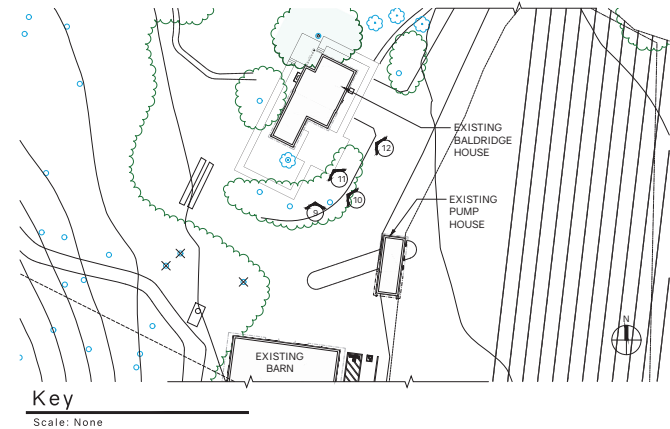 EXISTING
BALDRIDGE
HOUSE
12
11
10
9
EXISTING
PUMP
HOUSE
N
EXISTING
BARN
Key
Scale: None